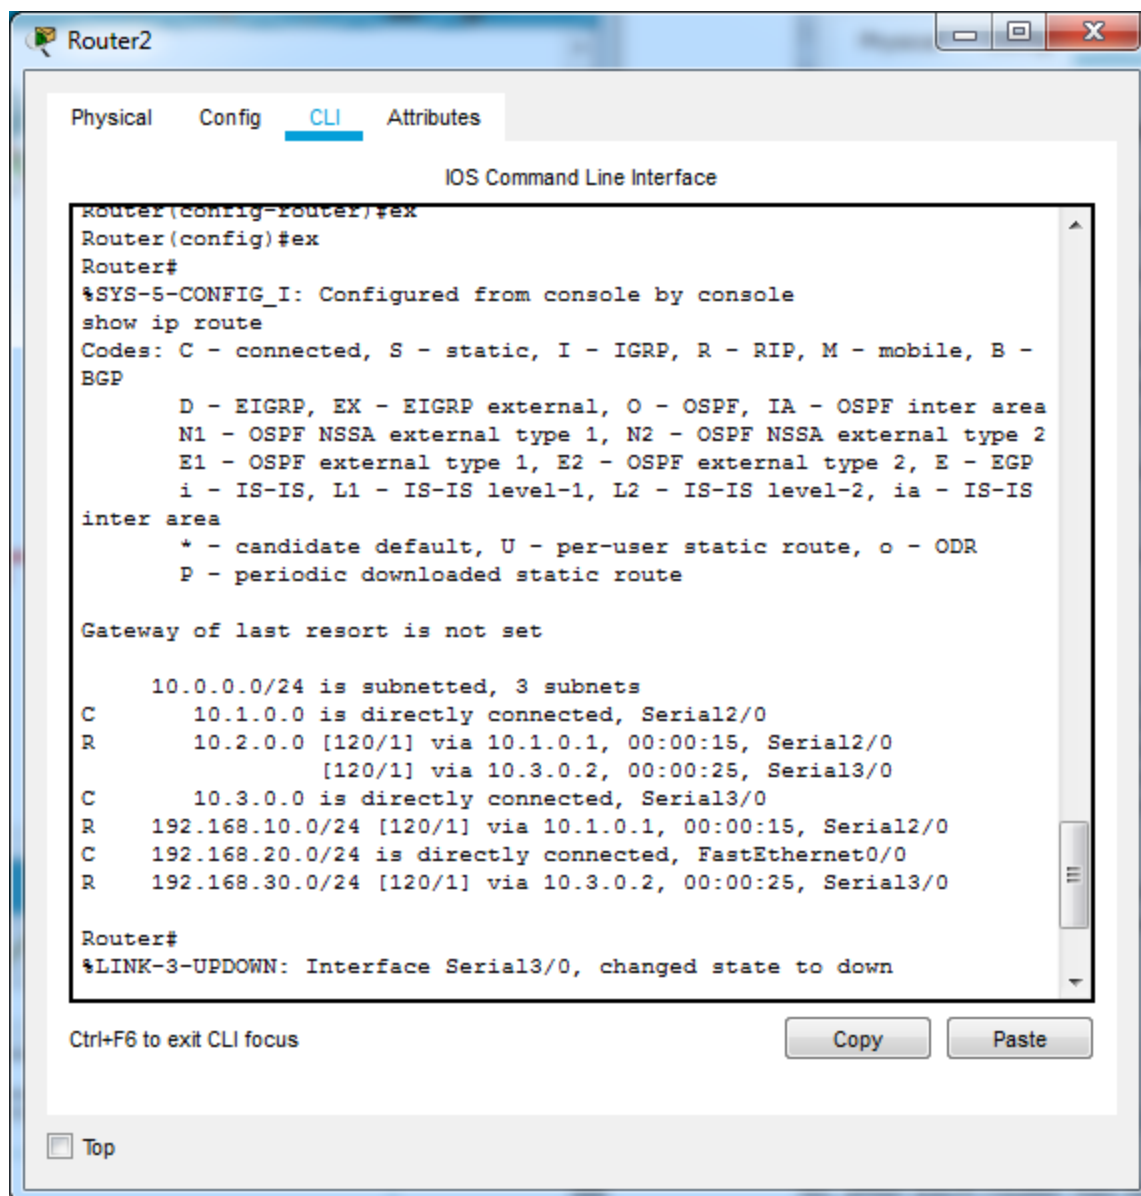 Router2
Physical Config CLI Attributes
IOS Command Line Interface
Router(config-router)#ex
Router(config)#ex
Router#
%SYS-5-CONFIG_I: Configured from console by console
show ip route
Codes: C - connected, S - static, I - IGRP, R - RIP, M - mobile, B -
BGP
       D - EIGRP, EX - EIGRP external, O - OSPF, IA - OSPF inter area
       N1 - OSPF NSSA external type 1, N2 - OSPF NSSA external type 2
       E1 - OSPF external type 1, E2 - OSPF external type 2, E - EGP
       i - IS-IS, L1 - IS-IS level-1, L2 - IS-IS level-2, ia - IS-IS
inter area
       * - candidate default, U - per-user static route, o - ODR
       P - periodic downloaded static route
Gateway of last resort is not set
     10.0.0.0/24 is subnetted, 3 subnets
C       10.1.0.0 is directly connected, Serial2/0
R       10.2.0.0 [120/1] via 10.1.0.1, 00:00:15, Serial2/0
                 [120/1] via 10.3.0.2, 00:00:25, Serial3/0
C       10.3.0.0 is directly connected, Serial3/0
R    192.168.10.0/24 [120/1] via 10.1.0.1, 00:00:15, Serial2/0
C    192.168.20.0/24 is directly connected, FastEthernet0/0
R    192.168.30.0/24 [120/1] via 10.3.0.2, 00:00:25, Serial3/0
Router#
%LINK-3-UPDOWN: Interface Serial3/0, changed state to down
Ctrl+F6 to exit CLI focus
Copy Paste
Top